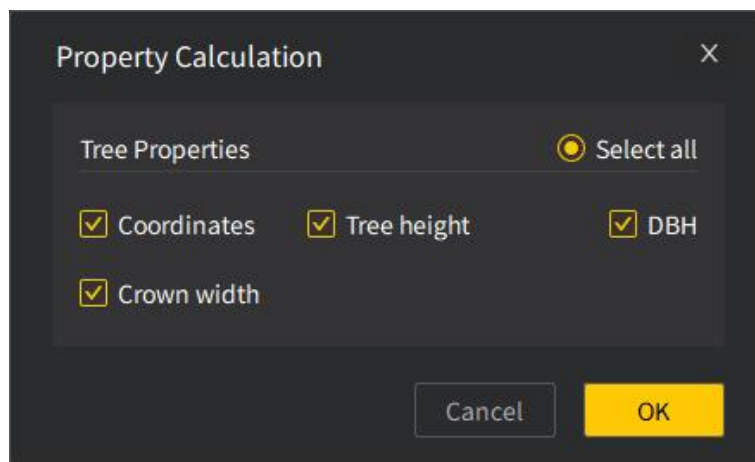 Property Calculation X
Tree Properties Select all
Coordinates Tree height DBH
Crown width
Cancel OK